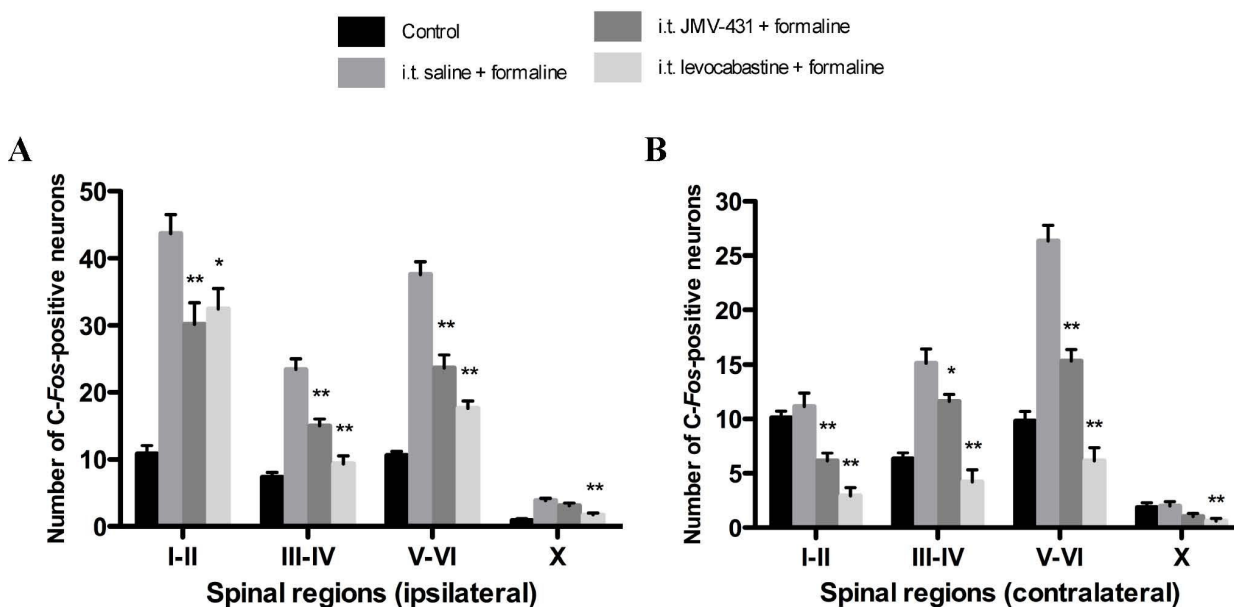 Control
i.t. saline + formaline
i.t. JMV-431 + formaline
i.t. levocabastine + formaline
A
Number of C-Fos-positive neurons
50
40
30
20
10
0
** *
** **
** **
**
I-II III-IV V-VI X
Spinal regions (ipsilateral)
B
Number of C-Fos-positive neurons
30
25
20
15
10
5
0
** **
* **
** **
**
I-II III-IV V-VI X
Spinal regions (contralateral)